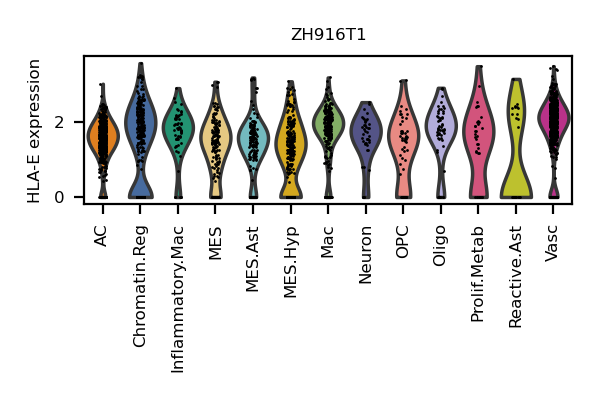 ZH916T1
HLA-E expression
2
0
AC
Chromatin.Reg
Inflammatory.Mac
MES
MES.Ast
MES.Hyp
Mac
Neuron
OPC
Oligo
Prolif.Metab
Reactive.Ast
Vasc